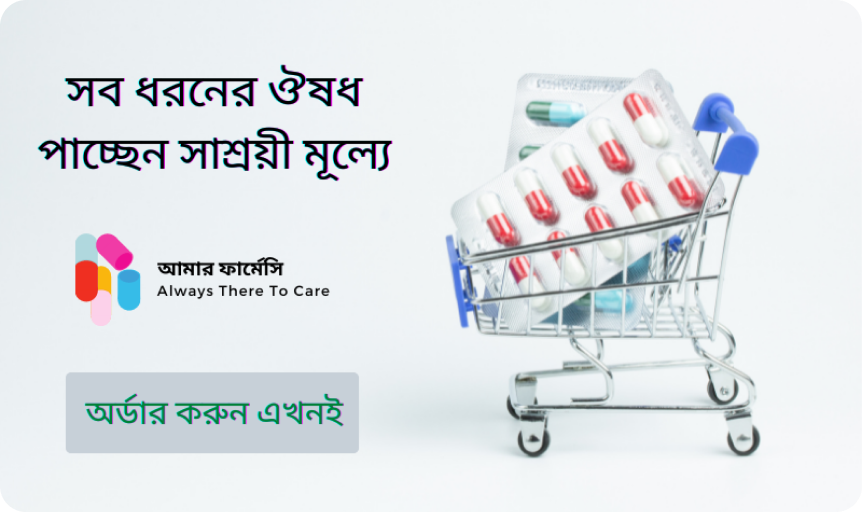 সব ধরনের ঔষধ
পাচ্ছেন সাশ্রয়ী মূল্যে
আমার ফার্মেসি
Always There To Care
অর্ডার করুন এখনই